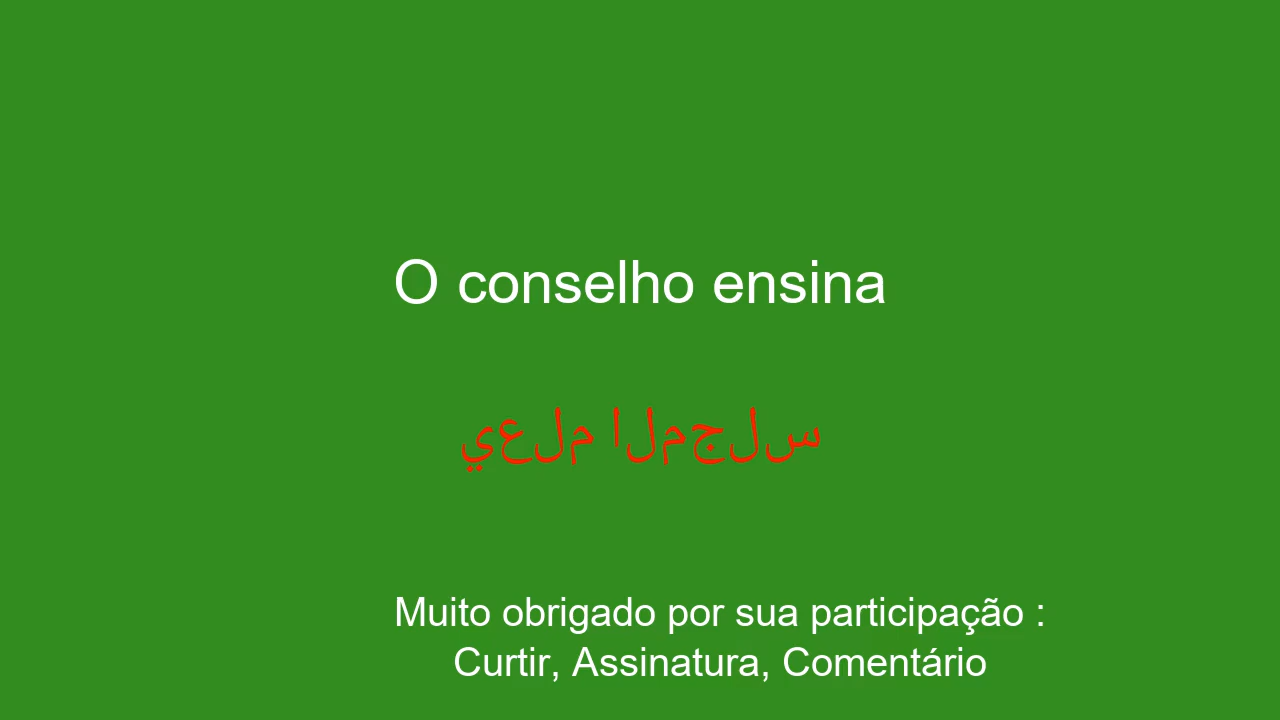 O conselho ensina
يعلم المجلس
Muito obrigado por sua participação :
Curtir, Assinatura, Comentário